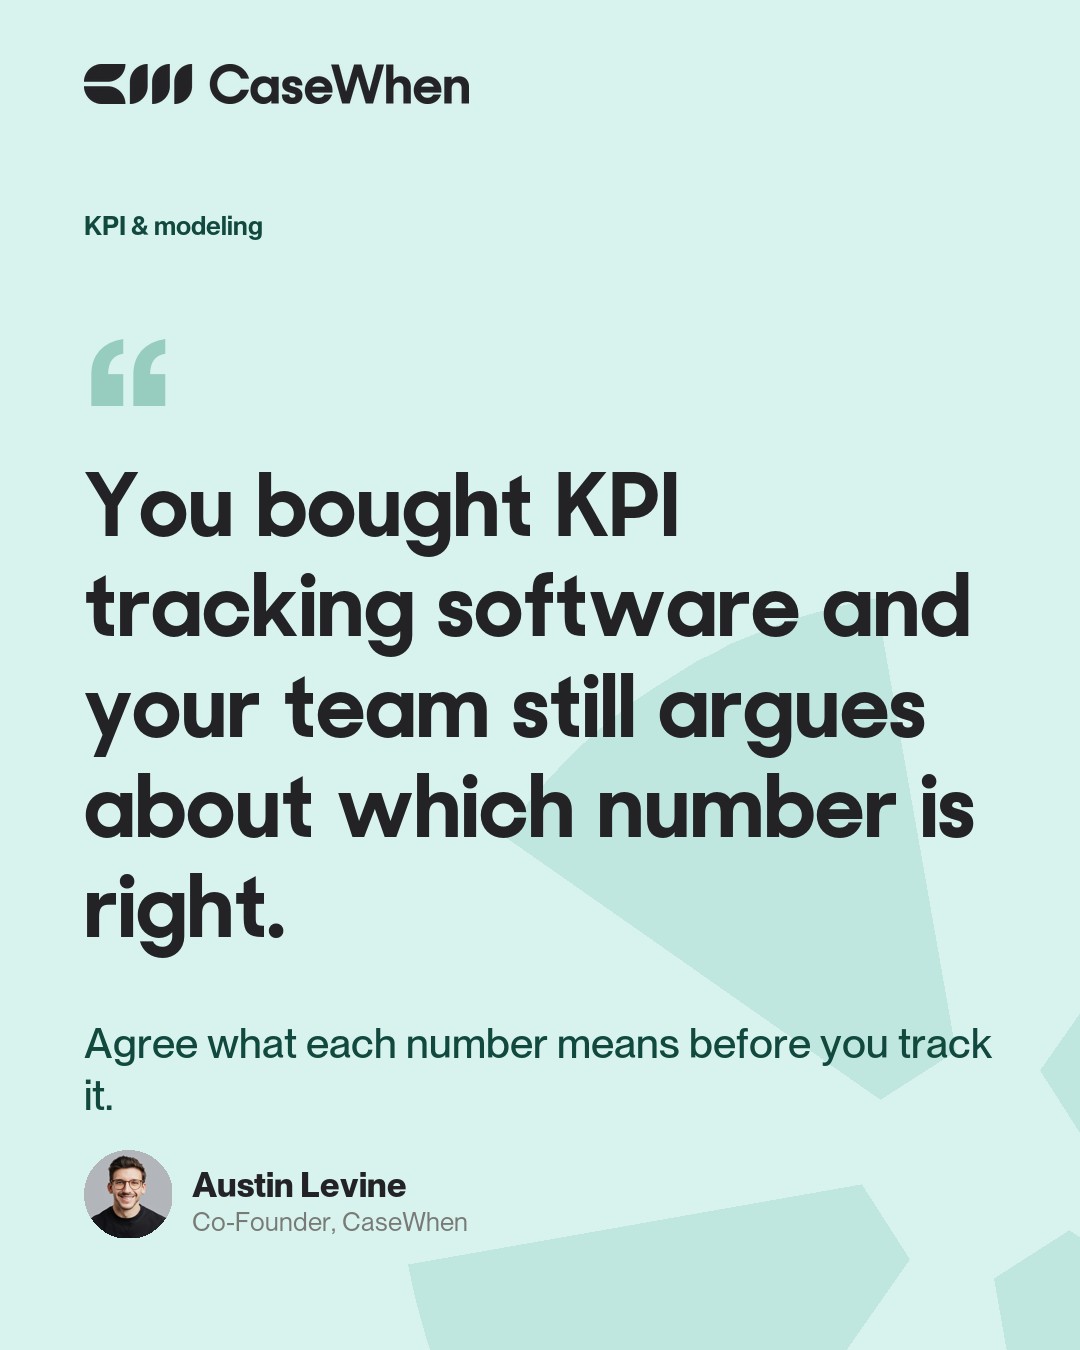 CaseWhen
KPI & modeling
“
You bought KPI
tracking software and
your team still argues
about which number is
right.
Agree what each number means before you track
it.
Austin Levine
Co-Founder, CaseWhen